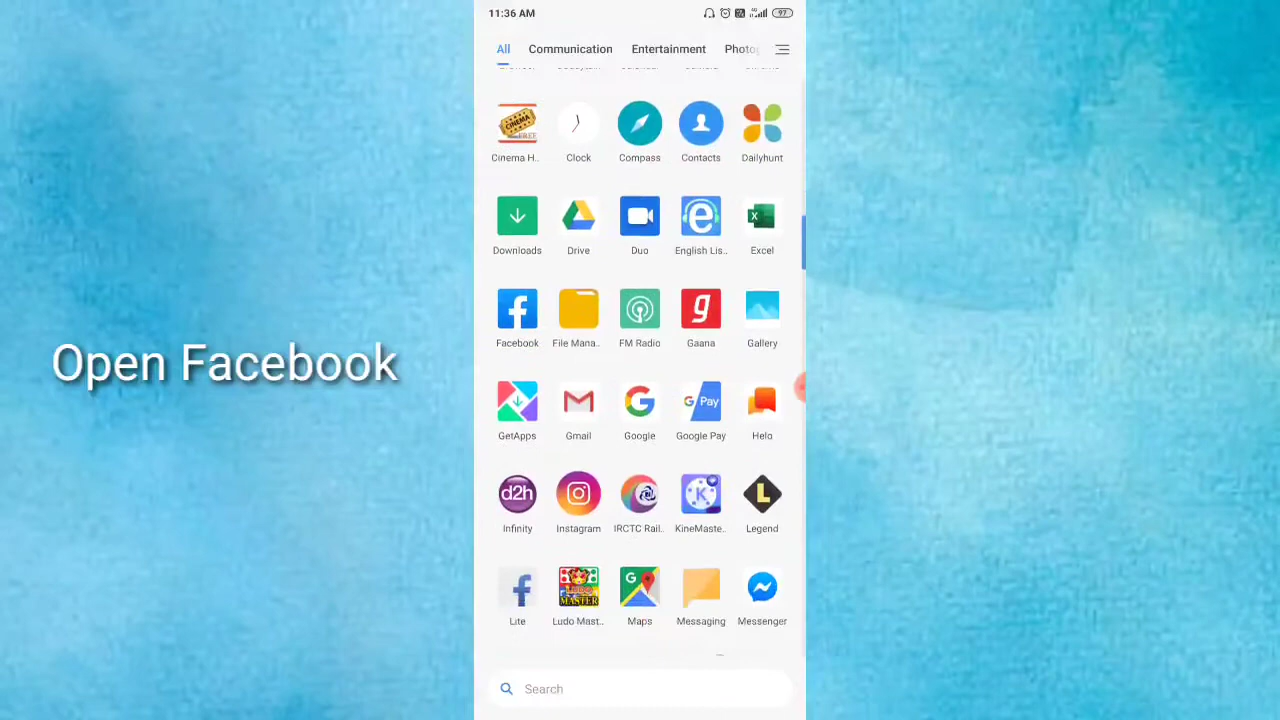 11:36 AM
97
All Communication Entertainment Photo
Cinema H.. Clock Compass Contacts Dailyhunt
Downloads Drive Duo English Lis.. Excel
Facebook File Mana.. FM Radio Gaana Gallery
Open Facebook
GetApps Gmail Google Google Pay Helo
Infinity Instagram IRCTC Rail.. KineMaste.. Legend
Lite Ludo Mast.. Maps Messaging Messenger
Search